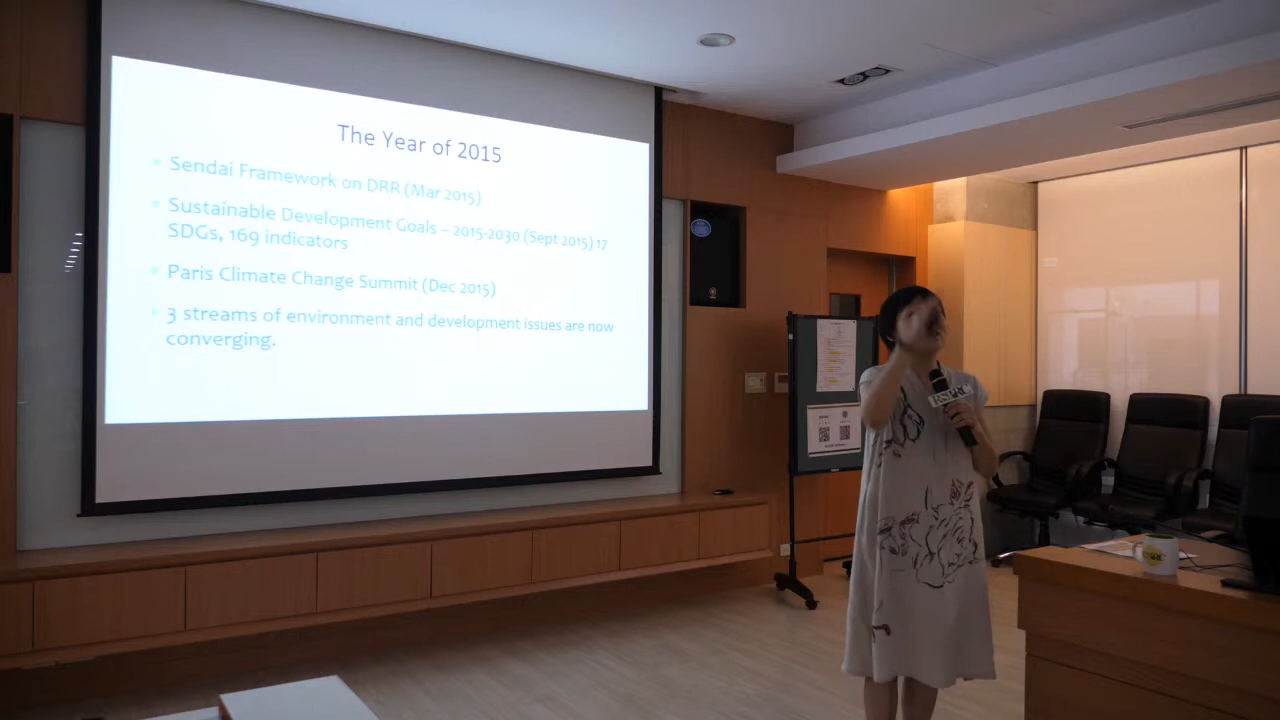 The Year of 2015
Sendai Framework on DRR (Mar 2015)
Sustainable Development Goals – 2015-2030 (Sept 2015) 17
SDGs, 169 indicators
Paris Climate Change Summit (Dec 2015)
3 streams of environment and development issues are now
converging.